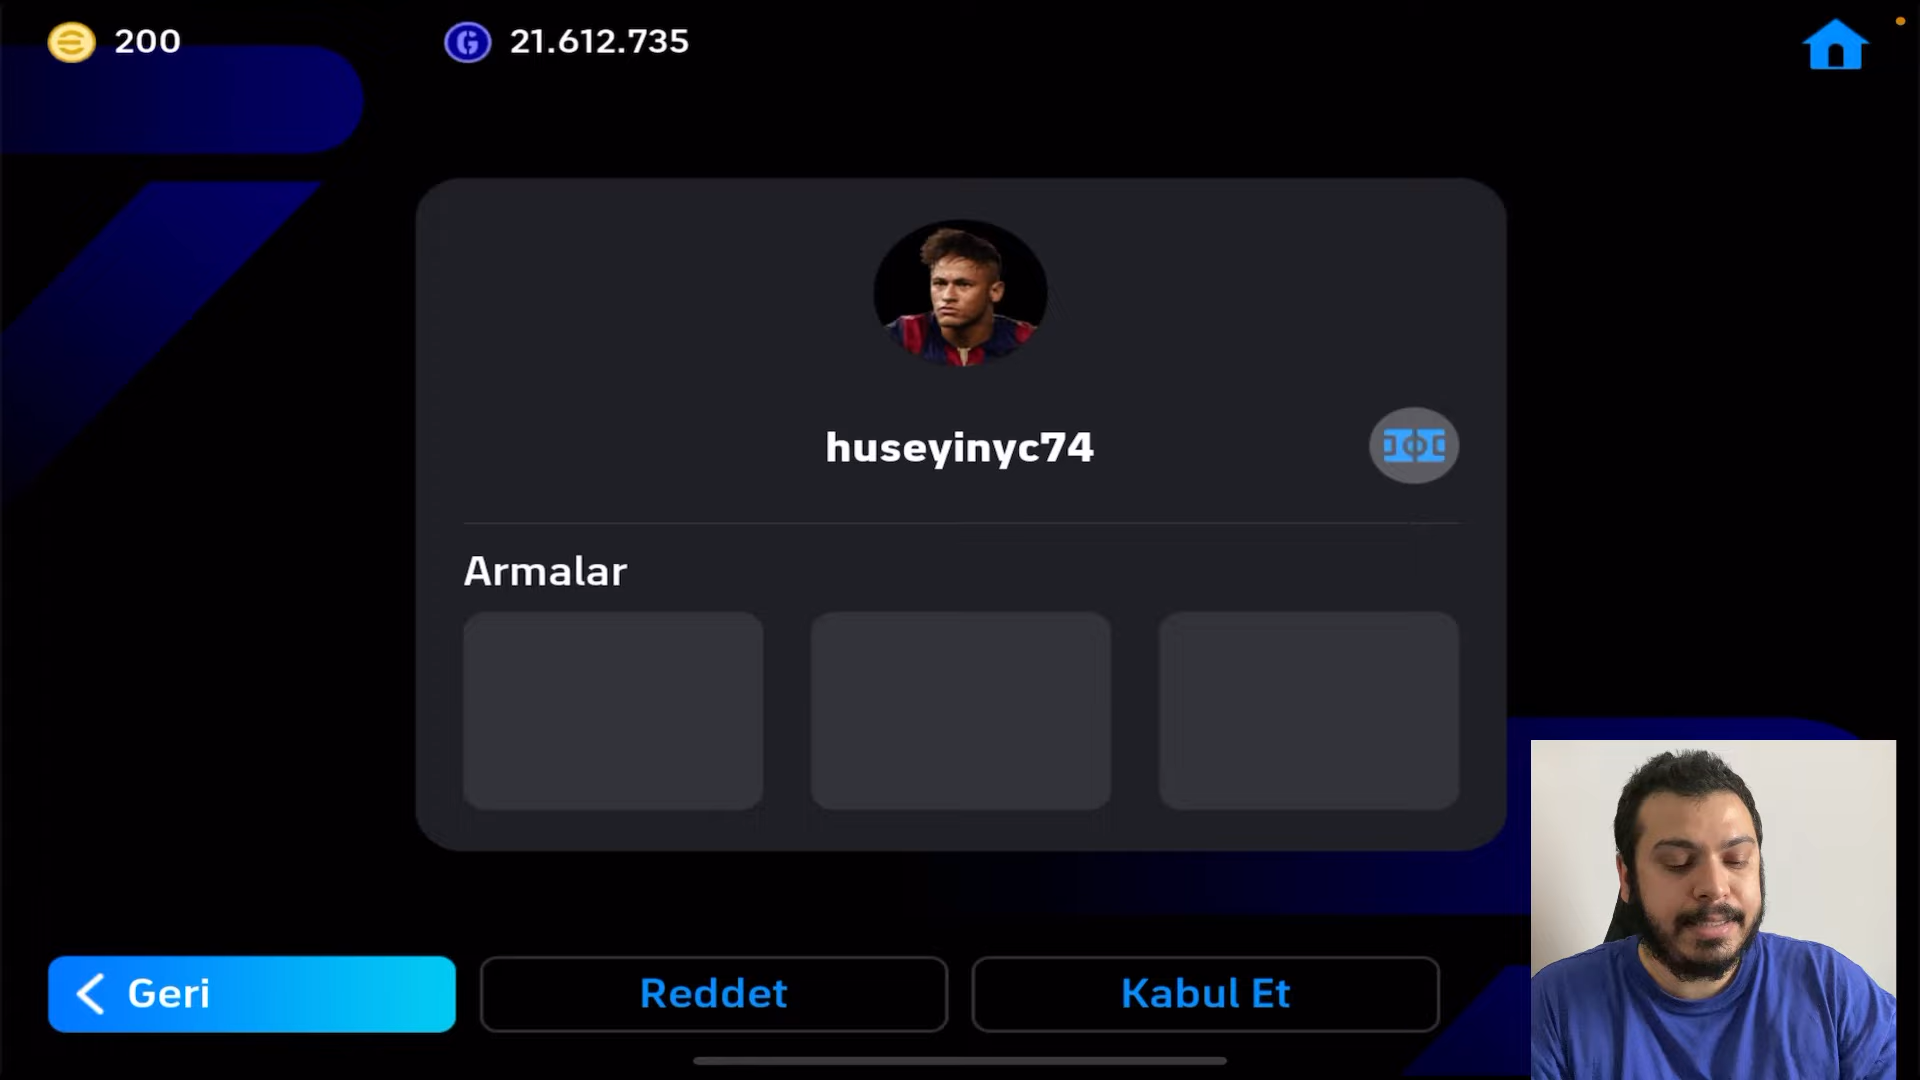 200
21.612.735
huseyinyc74
Armalar
Geri
Reddet
Kabul Et